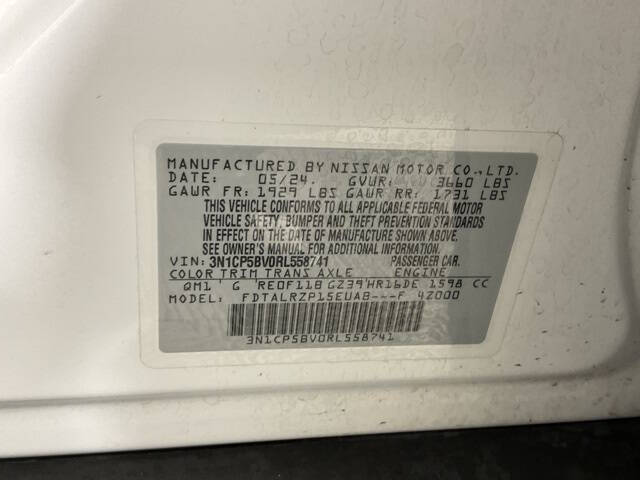 MANUFACTURED BY NISSAN MOTOR CO.,LTD.
DATE: 05/24. GVWR: 3660 LBS
GAWR FR: 1929 LBS GAWR RR: 1731 LBS
THIS VEHICLE CONFORMS TO ALL APPLICABLE FEDERAL MOTOR
VEHICLE SAFETY, BUMPER AND THEFT PREVENTION STANDARDS
IN EFFECT ON THE DATE OF MANUFACTURE SHOWN ABOVE.
SEE OWNER'S MANUAL FOR ADDITIONAL INFORMATION.
VIN: 3N1CP5BV0RL558741 PASSENGER CAR.
COLOR TRIM TRANS AXLE ENGINE
QM1 G RE0F11B GZ39 HR16DE 1598 CC
FDTALRZP15EUAB---F 4Z000
3N1CP5BV0RL558741